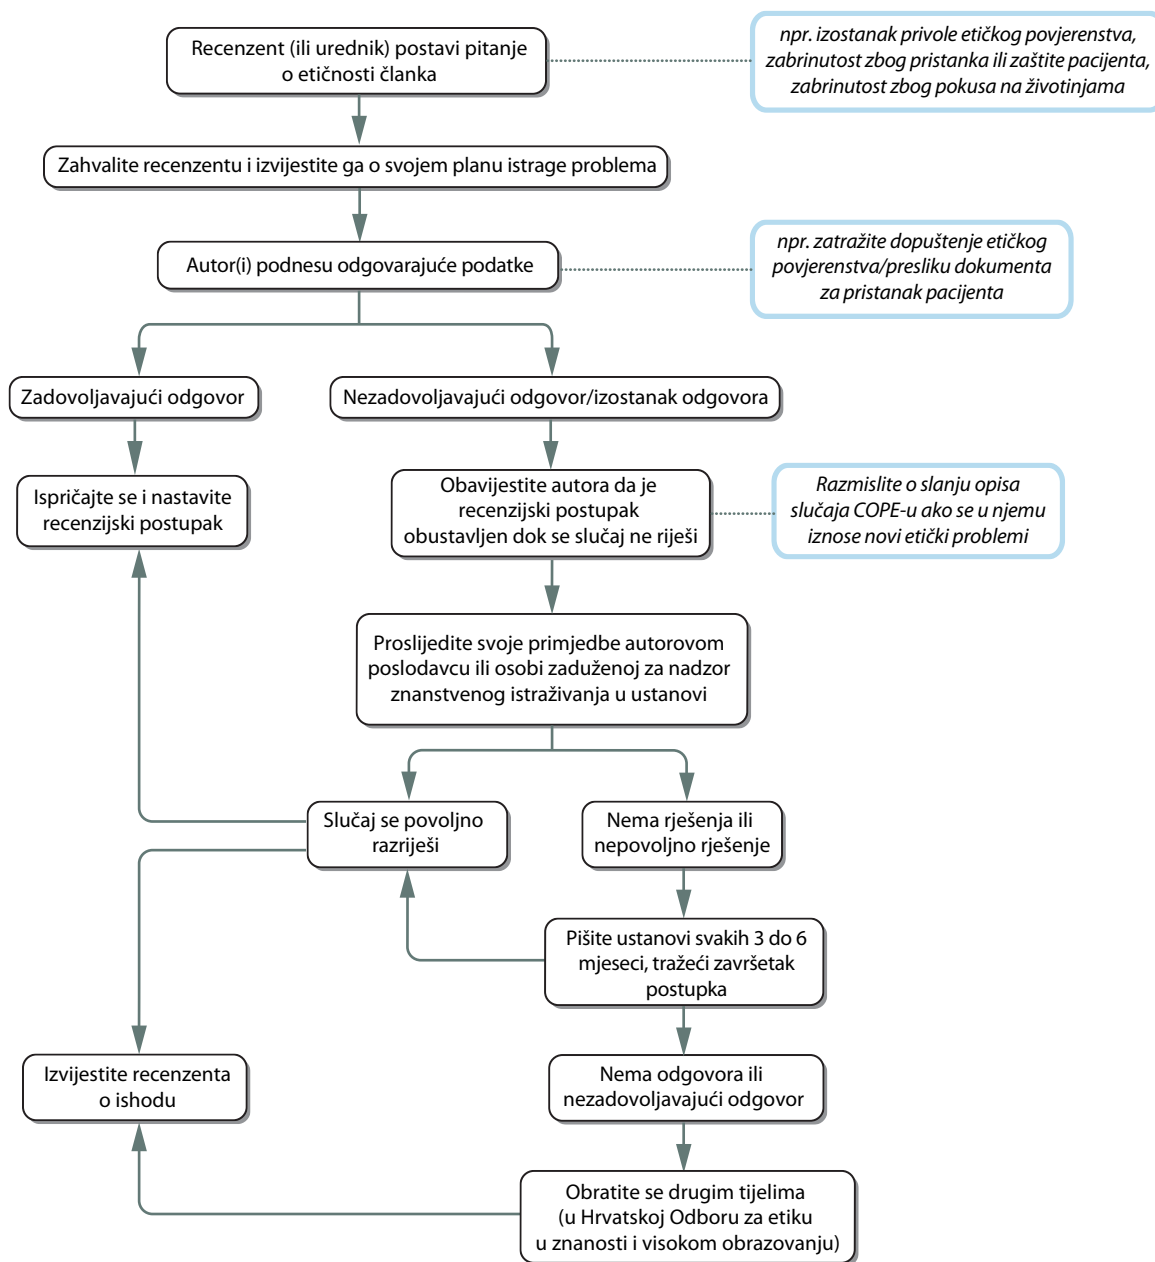 Recenzent (ili urednik) postavi pitanje
o etičnosti članka
npr. izostanak privole etičkog povjerenstva,
zabrinutost zbog pristanka ili zaštite pacijenta,
zabrinutost zbog pokusa na životinjama
Zahvalite recenzentu i izvijestite ga o svojem planu istrage problema
Autor(i) podnesu odgovarajuće podatke
npr. zatražite dopuštenje etičkog
povjerenstva/presliku dokumenta
za pristanak pacijenta
Zadovoljavajući odgovor
Nezadovoljavajući odgovor/izostanak odgovora
Ispričajte se i nastavite
recenzijski postupak
Obavijestite autora da je
recenzijski postupak
obustavljen dok se slučaj ne riješi
Razmislite o slanju opisa
slučaja COPE-u ako se u njemu
iznose novi etički problemi
Proslijedite svoje primjedbe autorovom
poslodavcu ili osobi zaduženoj za nadzor
znanstvenog istraživanja u ustanovi
Slučaj se povoljno
razriješi
Nema rješenja ili
nepovoljno rješenje
Pišite ustanovi svakih 3 do 6
mjeseci, tražeći završetak
postupka
Izvijestite recenzenta
o ishodu
Nema odgovora ili
nezadovoljavajući odgovor
Obratite se drugim tijelima
(u Hrvatskoj Odboru za etiku
u znanosti i visokom obrazovanju)